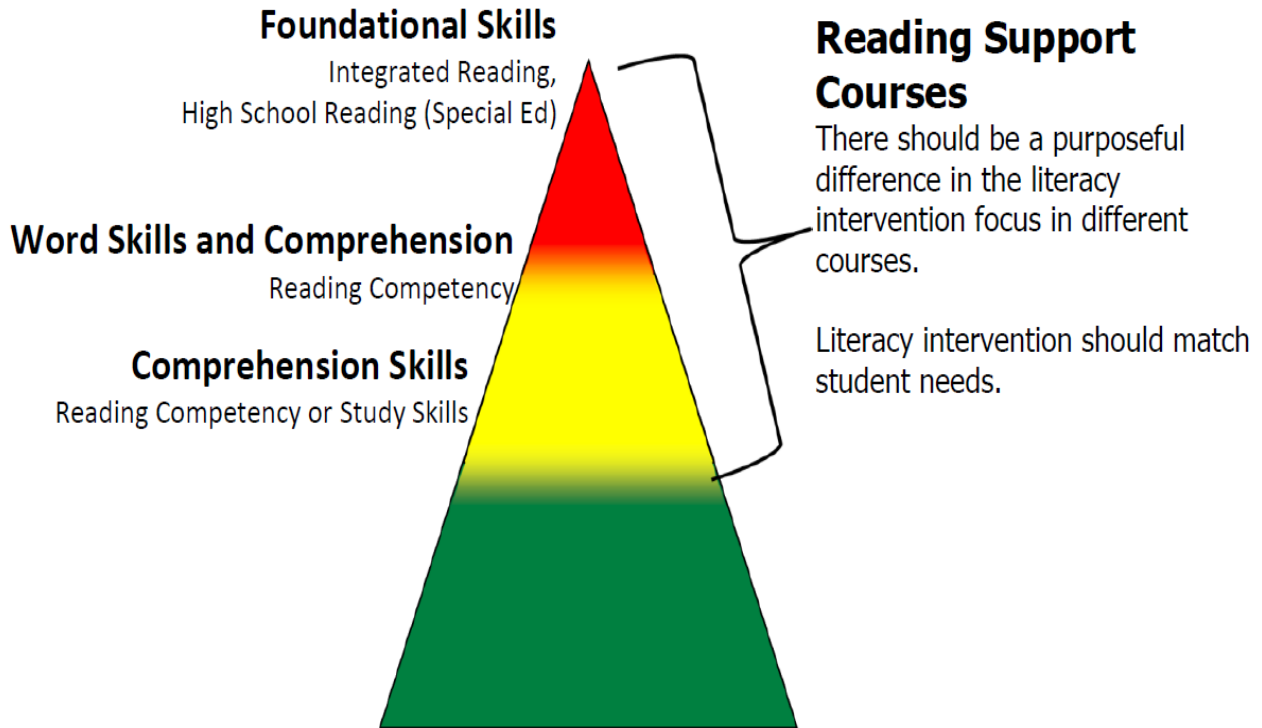 Foundational Skills
Integrated Reading,
High School Reading (Special Ed)
Word Skills and Comprehension
Reading Competency
Comprehension Skills
Reading Competency or Study Skills
Reading Support
Courses
There should be a purposeful
difference in the literacy
intervention focus in different
courses.
Literacy intervention should match
student needs.